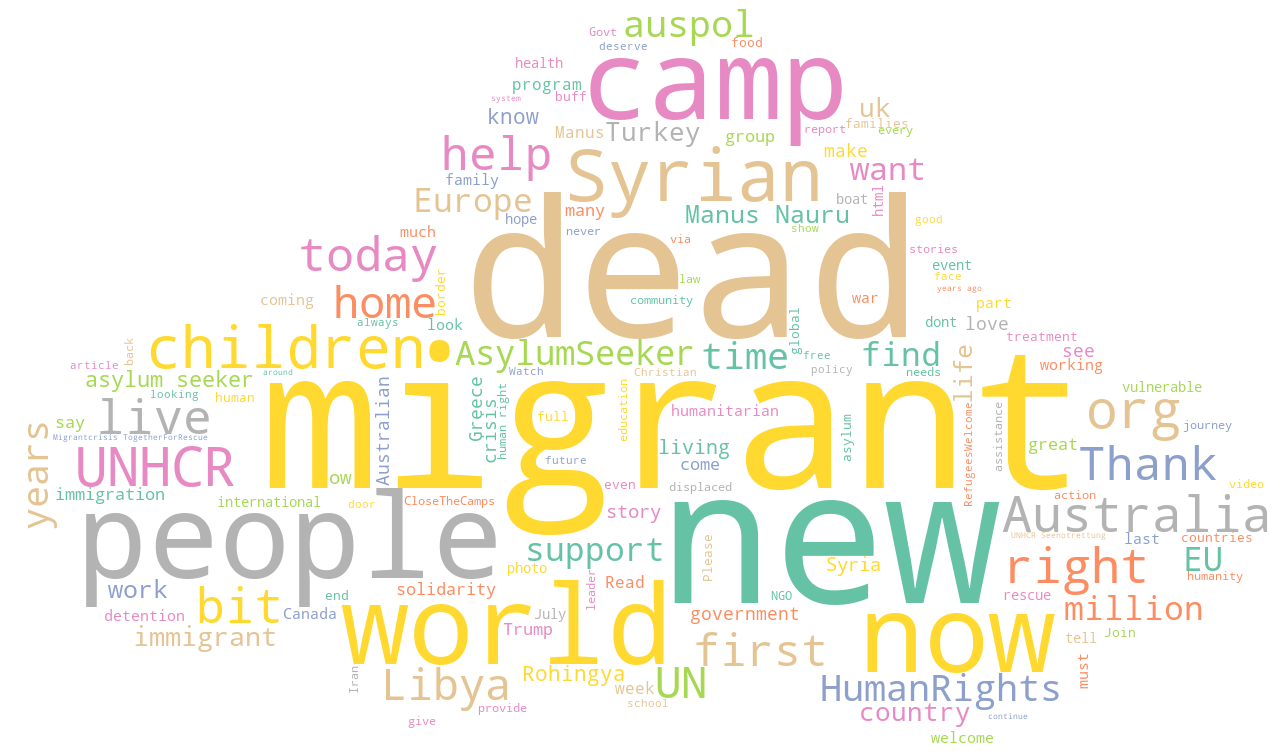 auspol
Govt
deserve
food
camp
health
program
buff
system
know
uk
families
every
report
Manus
Turkey
group
make
help
Syrian
want
family
Europe
hope
many
never
Manus Nauru
boat
html
good
show
via
much
today
dead
stories
event
face
years ago
law
community
war
part
border
coming
home
always
look
global
dont
love
treatment
children
AsylumSeeker
time
free
policy
find
needs
life
see
working
article
back
around
asylum seeker
looking
human
Watch
Christian
migrant
vulnerable
org
journey
live
say
Migrantcrisis TogetherForRescue
Australian
Greece
crisis
human right
full
education
humanitarian
asylum
RefugeesWelcome
assistance
great
living
years
UNHCR
ow
future
come
even
displaced
Thank
video
immigration
international
door
CloseTheCamps
story
action
people
new
Australia
UNHCR Seenotrettung
last
countries
support
Please
photo
Syria
right
EU
humanity
work
bit
end
Canada
solidarity
leader
Read
NGO
rescue
million
detention
immigrant
world
July
Trump
government
first
now
tell
Join
must
Iran
Libya
Rohingya
week
school
UN
HumanRights
country
provide
give
continue
welcome